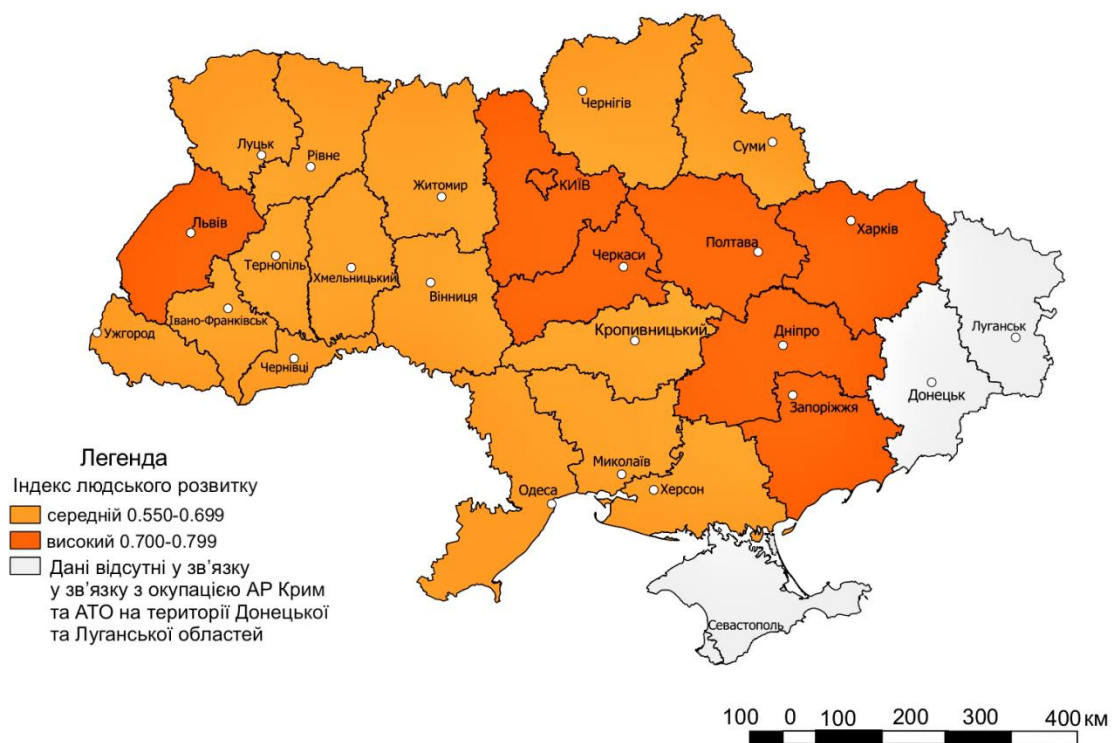 Чернігів
Суми
Луцьк
Рівне
Житомир
КИЇВ
Львів
Харків
Полтава
Черкаси
Тернопіль
Хмельницький
Вінниця
Івано-Франківськ
Ужгород
Кропивницький
Дніпро
Луганськ
Чернівці
Донецьк
Запоріжжя
Миколаїв
Одеса
Херсон
Севастополь
Легенда
Індекс людського розвитку
середній 0.550-0.699
високий 0.700-0.799
Дані відсутні у зв’язку
у зв’язку з окупацією АР Крим
та АТО на території Донецької
та Луганської областей
100 0 100 200 300 400 км